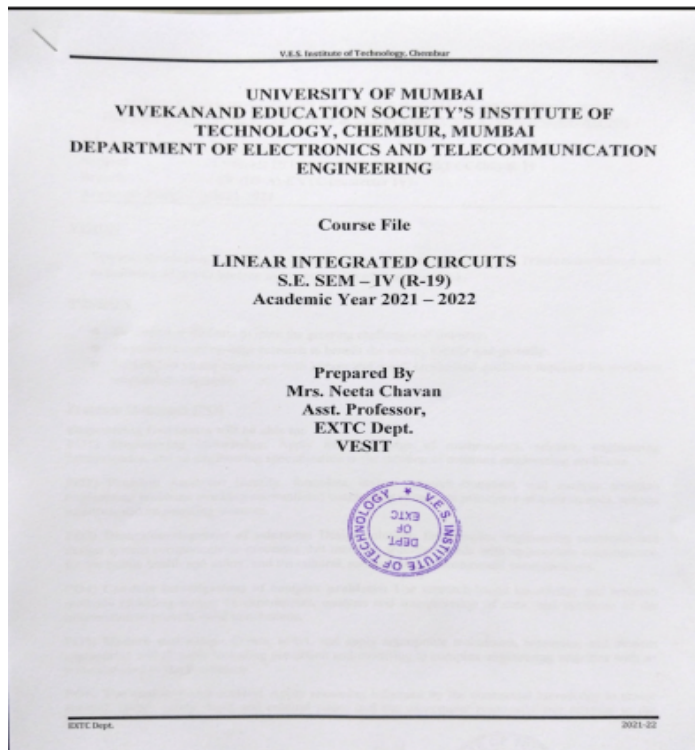 V.E.S. Institute of Technology, Chembur
UNIVERSITY OF MUMBAI
VIVEKANAND EDUCATION SOCIETY'S INSTITUTE OF
TECHNOLOGY, CHEMBUR, MUMBAI
DEPARTMENT OF ELECTRONICS AND TELECOMMUNICATION
ENGINEERING
Course File
LINEAR INTEGRATED CIRCUITS
S.E. SEM – IV (R-19)
Academic Year 2021 – 2022
Prepared By
Mrs. Neeta Chavan
Asst. Professor,
EXTC Dept.
VESIT
V.E.S. INSTITUTE OF TECHNOLOGY
DEPT.
OF
EXTC
EXTC Dept.
2021-22